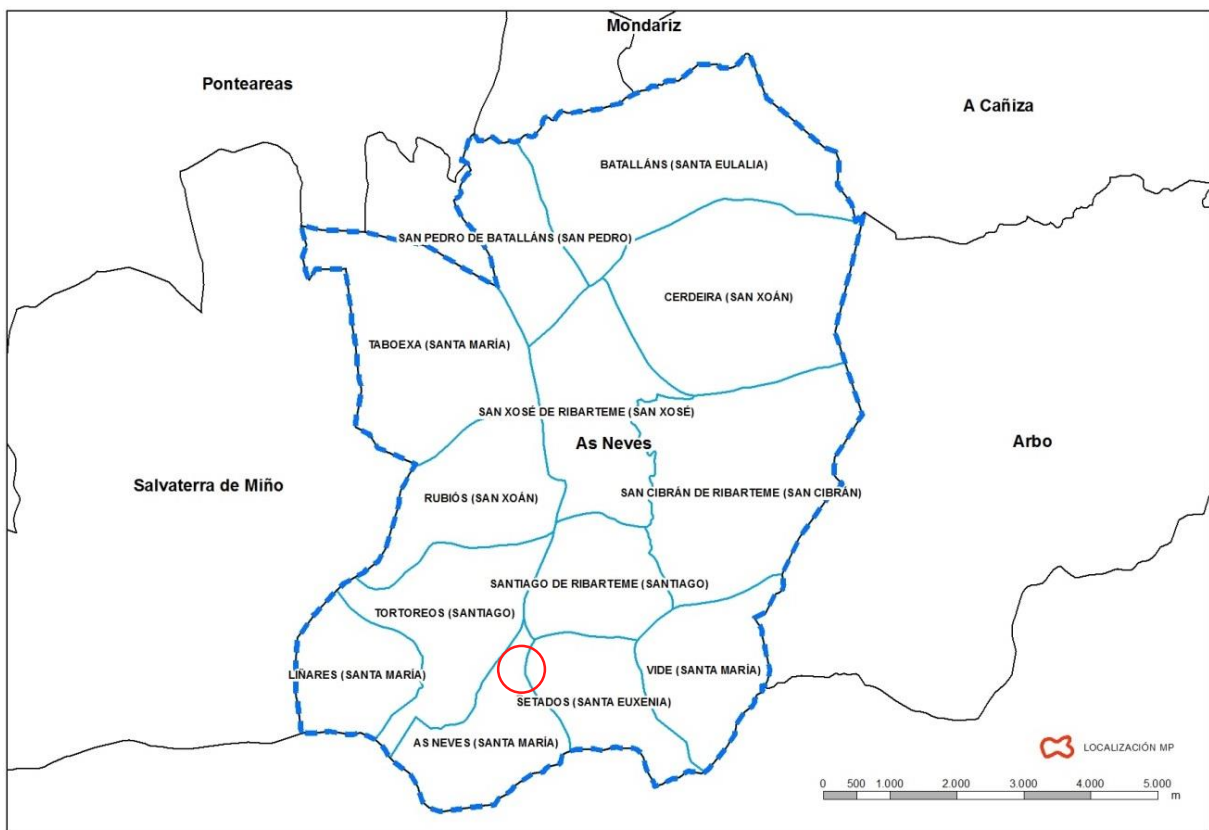 Mondariz
Ponteareas
A Cañiza
BATALLÁNS (SANTA EULALIA)
SAN PEDRO DE BATALLÁNS (SAN PEDRO)
CERDEIRA (SAN XOÁN)
TABOEXA (SANTA MARÍA)
SAN XOSÉ DE RIBARTEME (SAN XOSÉ)
As Neves
Arbo
Salvaterra de Miño
RUBIÓS (SAN XOÁN)
SAN CIBRÁN DE RIBARTEME (SAN CIBRÁN)
SANTIAGO DE RIBARTEME (SANTIAGO)
TORTOREOS (SANTIAGO)
LIÑARES (SANTA MARÍA)
VIDE (SANTA MARÍA)
SETADOS (SANTA EUXENIA)
AS NEVES (SANTA MARÍA)
LOCALIZACIÓN MP
0 500 1.000 2.000 3.000 4.000 5.000
m